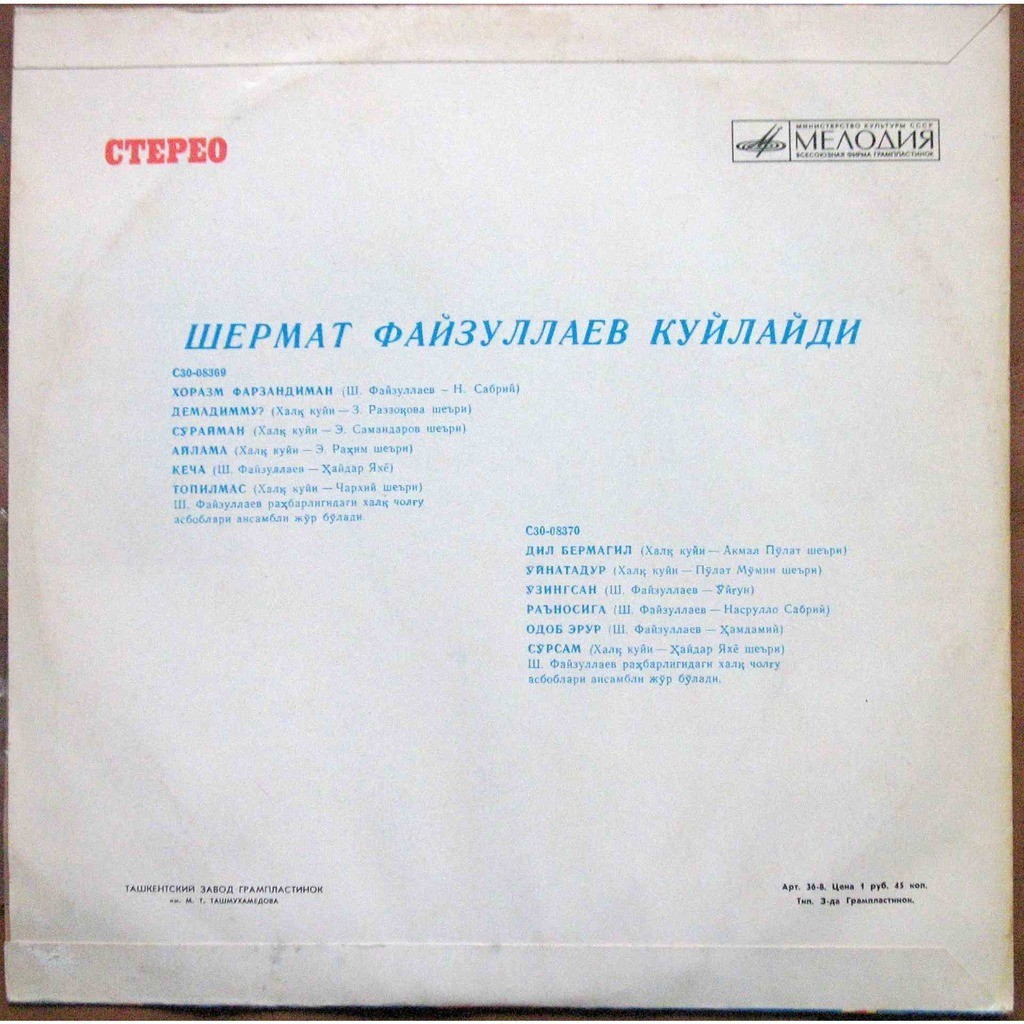 СТЕРЕО
МИНИСТЕРСТВО КУЛЬТУРЫ СССР
МЕЛОДИЯ
ВСЕСОЮЗНАЯ ФИРМА ГРАМПЛАСТИНОК
ШЕРМАТ ФАЙЗУЛЛАЕВ КУЙЛАЙДИ
С30-08369
ХОРАЗМ ФАРЗАНДИМАН (Ш. Файзуллаев – Н. Сабрий)
ДЕМАДИММУ? (Халқ куйи — З. Раззоқова шеъри)
СЎРАЙМАН (Халқ куйи — Э. Самандаров шеъри)
АЙЛАМА (Халқ куйи — Э. Раҳим шеъри)
КЕЧА (Ш. Файзуллаев — Ҳайдар Яхё)
ТОПИЛМАС (Халқ куйи — Чархий шеъри)
Ш. Файзуллаев раҳбарлигидаги халқ чолғу
асбоблари ансамбли жўр бўлади.
С30-08370
ДИЛ БЕРМАГИЛ (Халқ куйи — Акмал Пўлат шеъри)
ЎЙНАТАДУР (Халқ куйи — Пўлат Мўмин шеъри)
ЎЗИНГСАН (Ш. Файзуллаев — Ўйғун)
РАЪНОСИГА (Ш. Файзуллаев — Насрулло Сабрий)
ОДОБ ЭРУР (Ш. Файзуллаев — Ҳамдамий)
СЎРСАМ (Халқ куйи — Ҳайдар Яхё шеъри)
Ш. Файзуллаев раҳбарлигидаги халқ чолғу
асбоблари ансамбли жўр бўлади.
ТАШКЕНТСКИЙ ЗАВОД ГРАМПЛАСТИНОК
им. М. Т. ТАШМУХАМЕДОВА
Арт. 36-8. Цена 1 руб. 45 коп.
Тип. З-да Грампластинок.